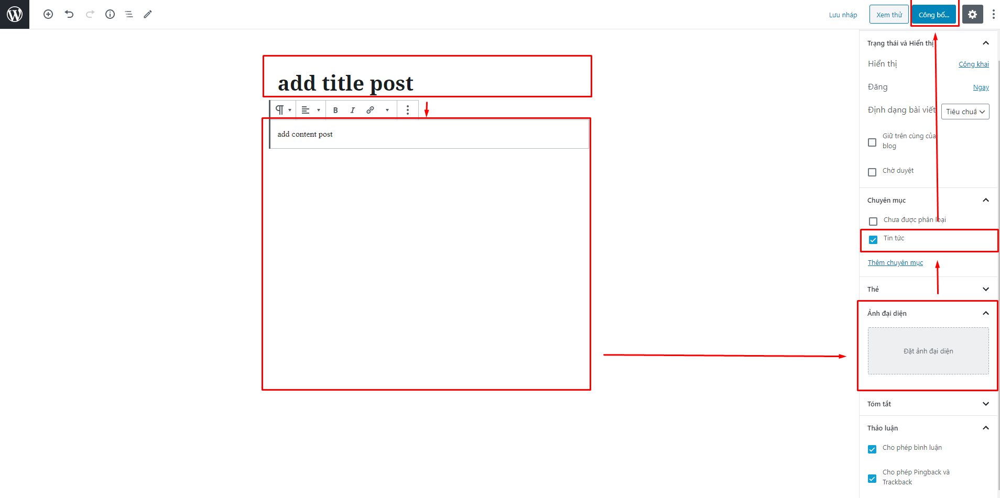 Lưu nháp
Xem thử
Công bố...
add title post
B I
add content post
Trạng thái và Hiển thị
Hiển thị Công khai
Đăng Ngay
Định dạng bài viết Tiêu chuẩ
Giữ trên cùng của
blog
Chờ duyệt
Chuyên mục
Chưa được phân loại
Tin tức
Thêm chuyên mục
Thẻ
Ảnh đại diện
Đặt ảnh đại diện
Tóm tắt
Thảo luận
Cho phép bình luận
Cho phép Pingback và
Trackback